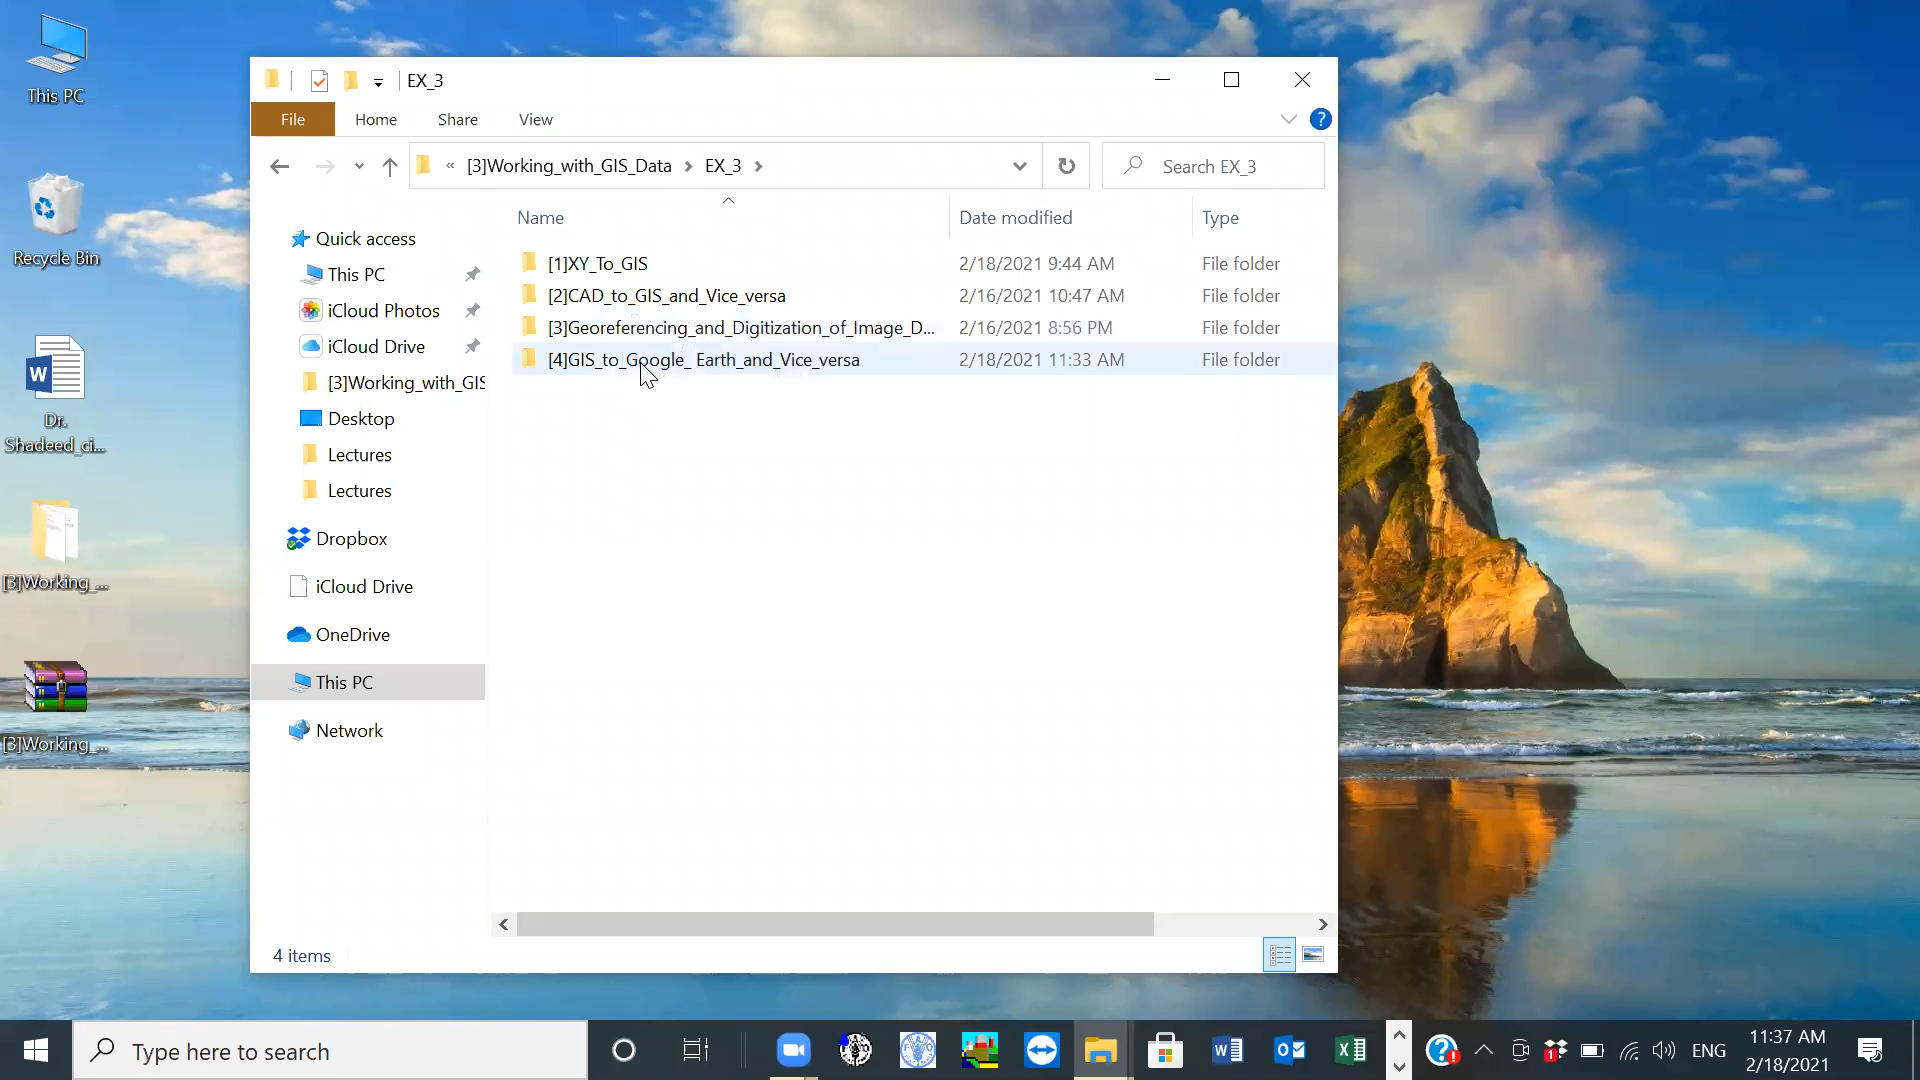 This PC
Recycle Bin
Dr.
Shadeed_ci...
[3]Working_...
[3]Working_...
EX_3
File
Home
Share
View
?
« [3]Working_with_GIS_Data > EX_3 >
Search EX_3
Name
Date modified
Type
[1]XY_To_GIS
2/18/2021 9:44 AM
File folder
[2]CAD_to_GIS_and_Vice_versa
2/16/2021 10:47 AM
File folder
[3]Georeferencing_and_Digitization_of_Image_D...
2/16/2021 8:56 PM
File folder
[4]GIS_to_Google_ Earth_and_Vice_versa
2/18/2021 11:33 AM
File folder
Quick access
This PC
iCloud Photos
iCloud Drive
[3]Working_with_GIS
Desktop
Lectures
Lectures
Dropbox
iCloud Drive
OneDrive
This PC
Network
4 items
Type here to search
ENG
11:37 AM
2/18/2021